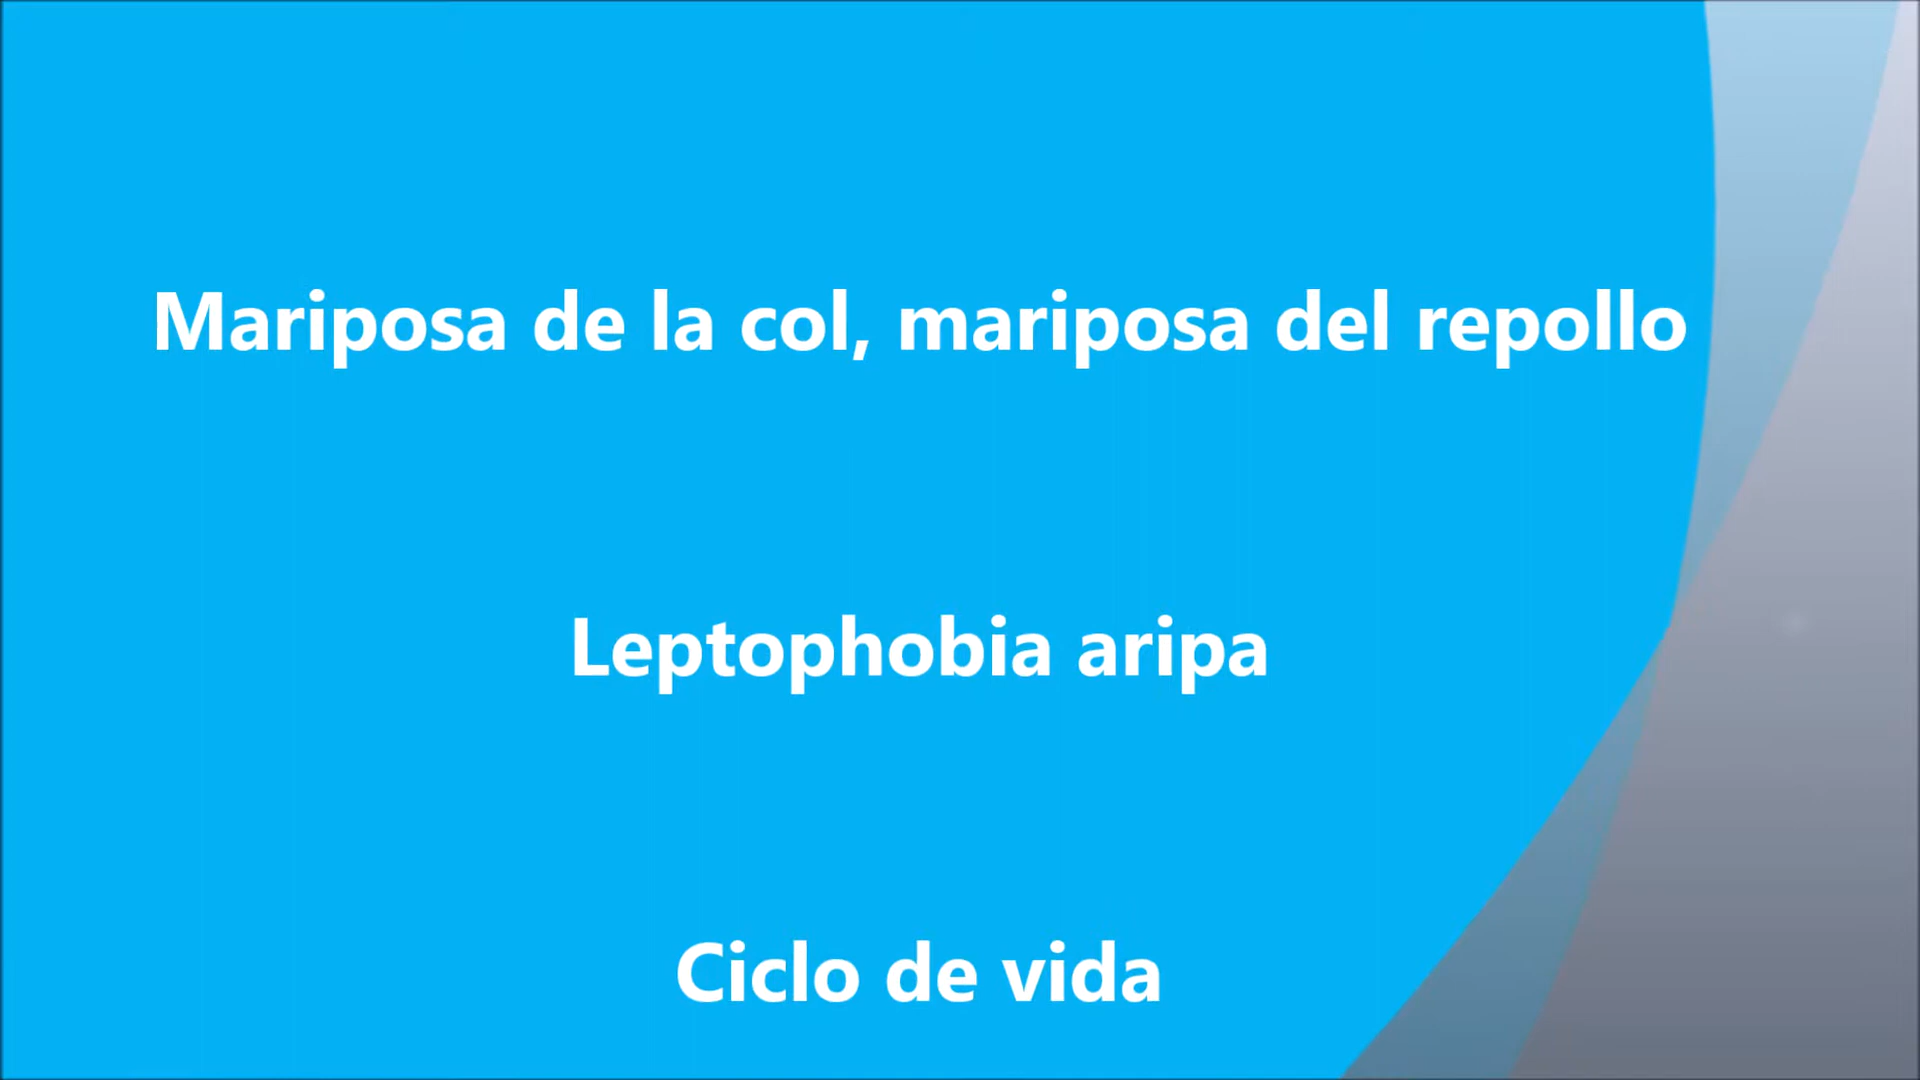 Mariposa de la col, mariposa del repollo
Leptophobia aripa
Ciclo de vida